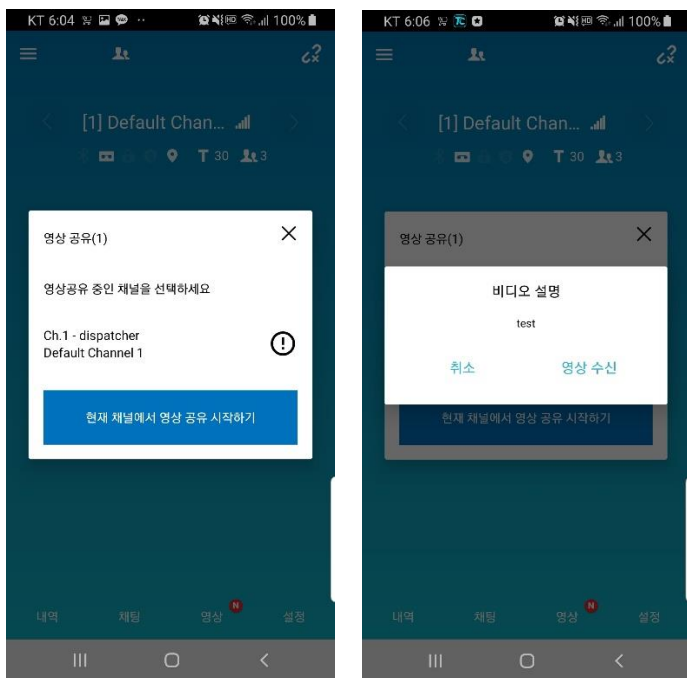 KT 6:04 100%
[1] Default Chan...
T 30 3
영상 공유(1)
영상공유 중인 채널을 선택하세요
Ch.1 - dispatcher
Default Channel 1
현재 채널에서 영상 공유 시작하기
내역 채팅 영상 N 설정
KT 6:06 100%
[1] Default Chan...
T 30 3
영상 공유(1)
비디오 설명
test
취소 영상 수신
현재 채널에서 영상 공유 시작하기
내역 채팅 영상 N 설정